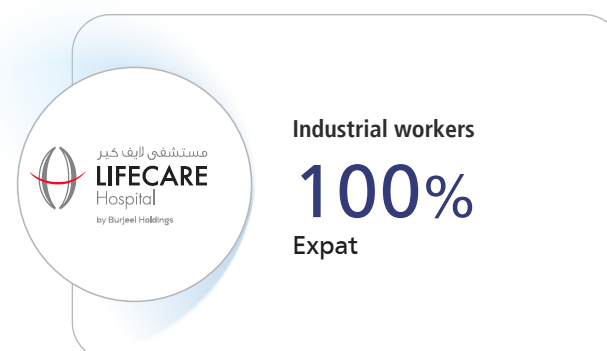 مستشفى لايف كير
LIFECARE
Hospital
by Burjeel Holdings
Industrial workers
100%
Expat